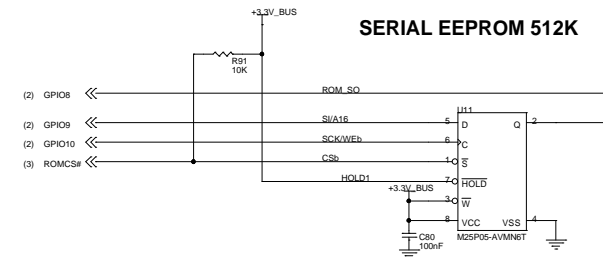 +3.3V_BUS
SERIAL EEPROM 512K
R91
10K
(2) GPIO8 ROM_SO
U11
(2) GPIO9 SI/A16 5 D Q 2
(2) GPIO10 SCK/WEb 6 C
(3) ROMCS# CSb 1 S
HOLD1 7 HOLD
+3.3V_BUS
3 W
8 VCC VSS 4
C80
100nF
M25P05-AVMN6T